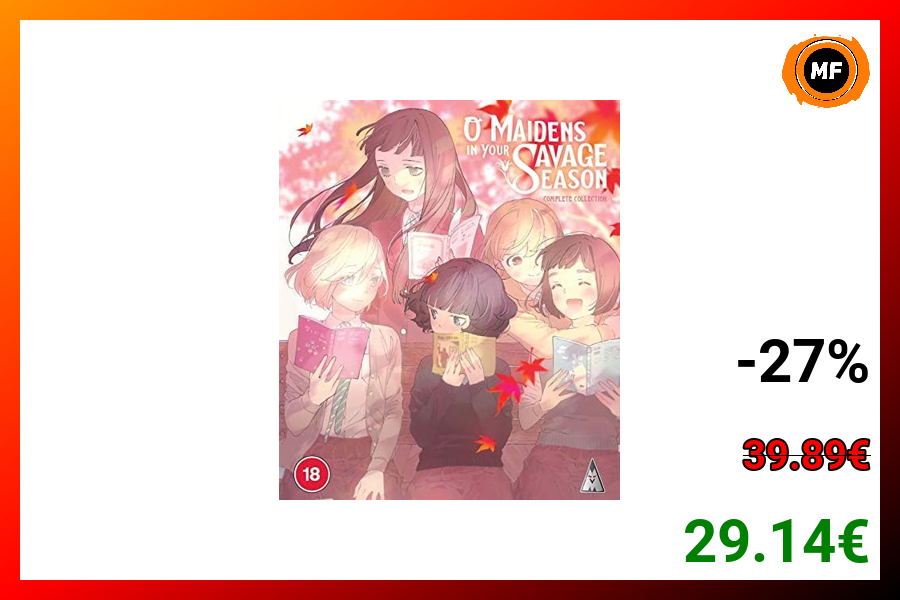 MF
O MAIDENS
IN YOUR SAVAGE
SEASON
COMPLETE COLLECTION
-27%
39.89€
18
29.14€